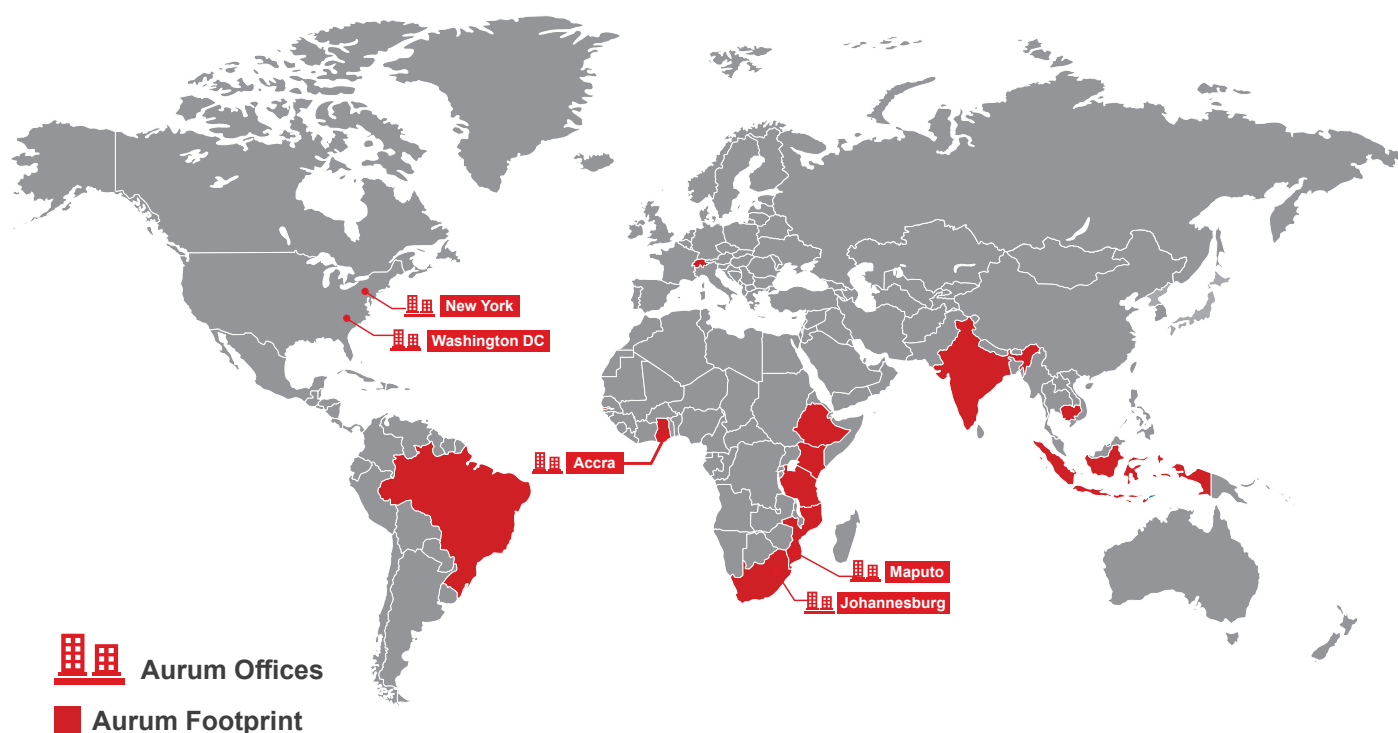 New York
Washington DC
Accra
Maputo
Johannesburg
Aurum Offices
Aurum Footprint